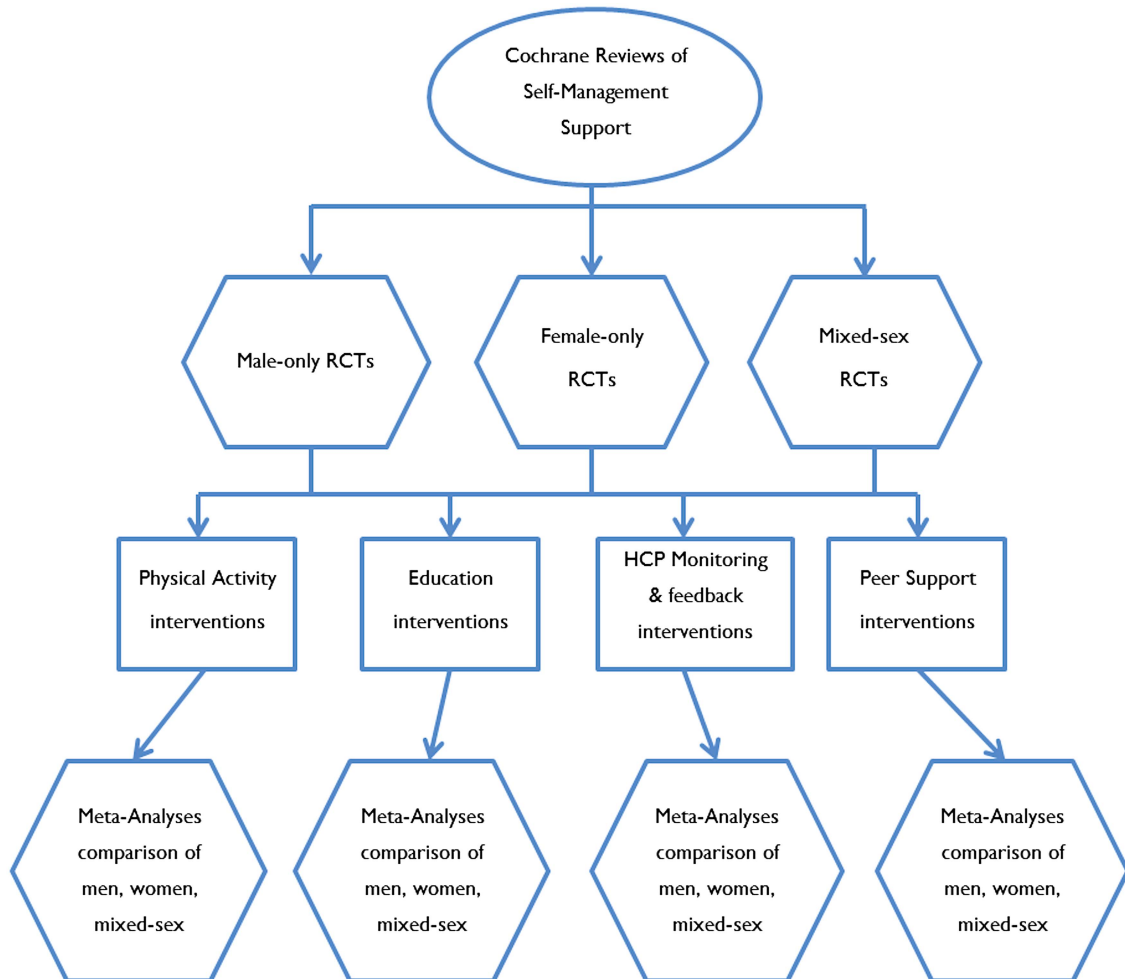 Cochrane Reviews of
Self-Management
Support
Male-only RCTs
Female-only
RCTs
Mixed-sex
RCTs
Physical Activity
interventions
Education
interventions
HCP Monitoring
& feedback
interventions
Peer Support
interventions
Meta-Analyses
comparison of
men, women,
mixed-sex
Meta-Analyses
comparison of
men, women,
mixed-sex
Meta-Analyses
comparison of
men, women,
mixed-sex
Meta-Analyses
comparison of
men, women,
mixed-sex